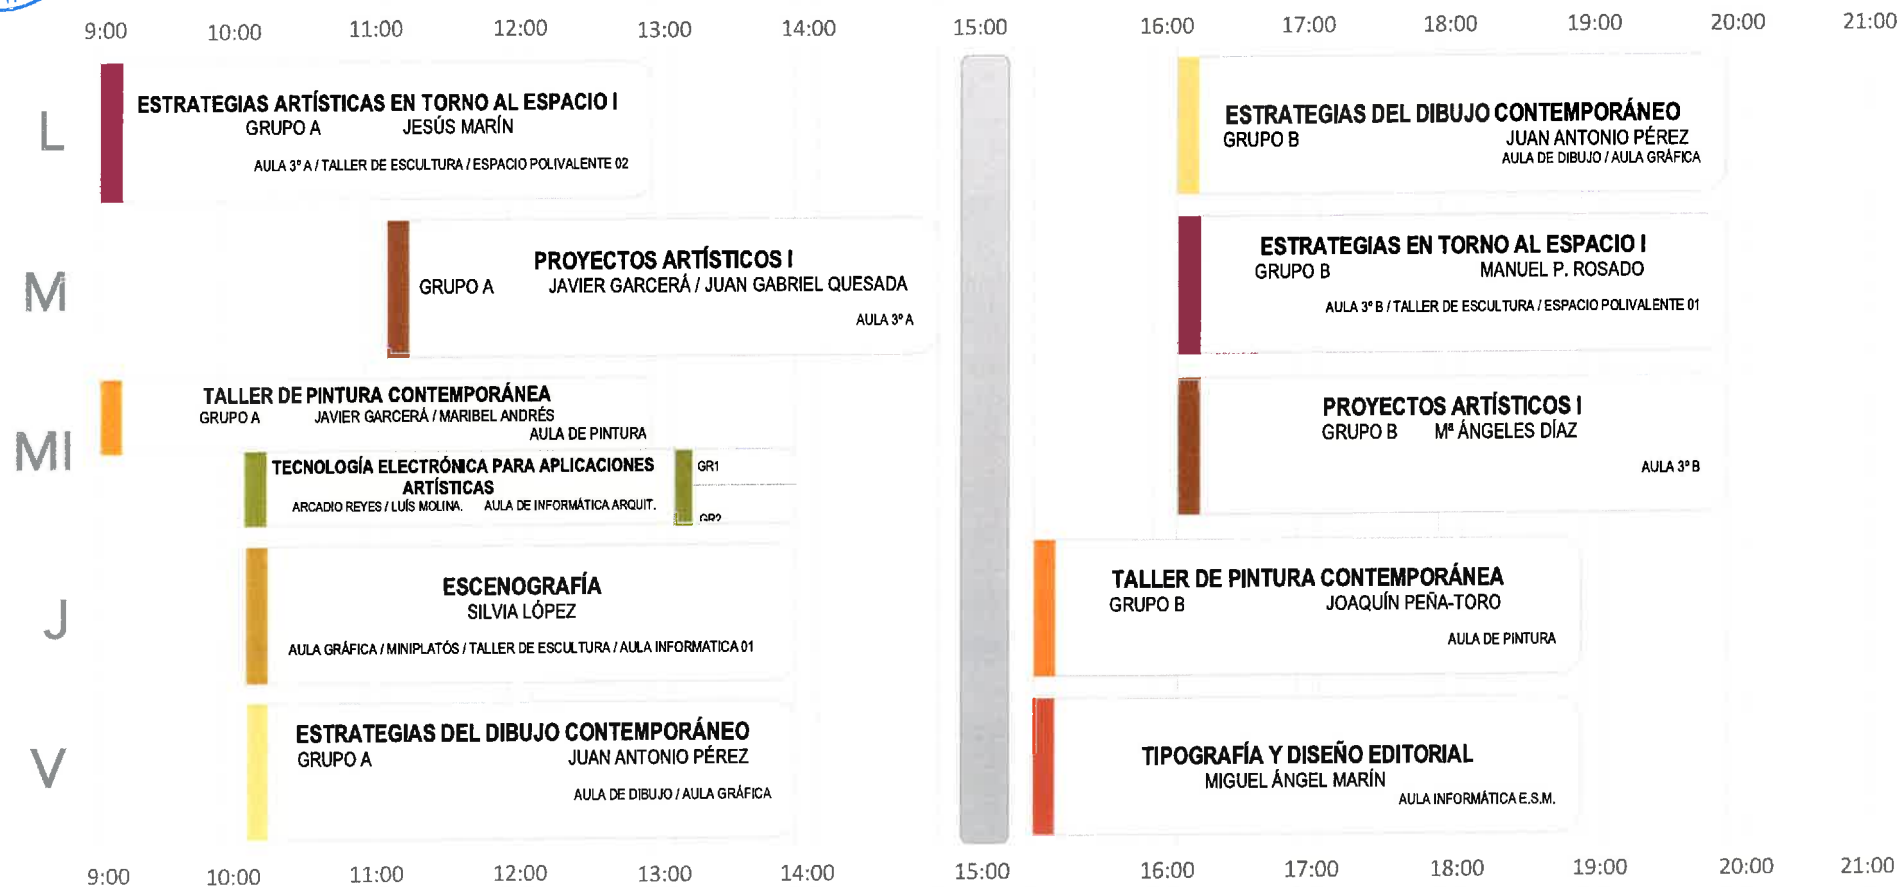 9:00 10:00 11:00 12:00 13:00 14:00 15:00 16:00 17:00 18:00 19:00 20:00 21:00
L
ESTRATEGIAS ARTÍSTICAS EN TORNO AL ESPACIO I
GRUPO A JESÚS MARÍN
AULA 3º A / TALLER DE ESCULTURA / ESPACIO POLIVALENTE 02
ESTRATEGIAS DEL DIBUJO CONTEMPORÁNEO
GRUPO B JUAN ANTONIO PÉREZ
AULA DE DIBUJO / AULA GRÁFICA
M
PROYECTOS ARTÍSTICOS I
GRUPO A JAVIER GARCERÁ / JUAN GABRIEL QUESADA
AULA 3º A
ESTRATEGIAS EN TORNO AL ESPACIO I
GRUPO B MANUEL P. ROSADO
AULA 3º B / TALLER DE ESCULTURA / ESPACIO POLIVALENTE 01
MI
TALLER DE PINTURA CONTEMPORÁNEA
GRUPO A JAVIER GARCERÁ / MARIBEL ANDRÉS
AULA DE PINTURA
TECNOLOGÍA ELECTRÓNICA PARA APLICACIONES
ARTÍSTICAS
ARCADIO REYES / LUÍS MOLINA. AULA DE INFORMÁTICA ARQUIT.
GR1
GR2
PROYECTOS ARTÍSTICOS I
GRUPO B Mª ÁNGELES DÍAZ
AULA 3º B
J
ESCENOGRAFÍA
SILVIA LÓPEZ
AULA GRÁFICA / MINIPLATÓS / TALLER DE ESCULTURA / AULA INFORMATICA 01
TALLER DE PINTURA CONTEMPORÁNEA
GRUPO B JOAQUÍN PEÑA-TORO
AULA DE PINTURA
V
ESTRATEGIAS DEL DIBUJO CONTEMPORÁNEO
GRUPO A JUAN ANTONIO PÉREZ
AULA DE DIBUJO / AULA GRÁFICA
TIPOGRAFÍA Y DISEÑO EDITORIAL
MIGUEL ÁNGEL MARÍN
AULA INFORMÁTICA E.S.M.
9:00 10:00 11:00 12:00 13:00 14:00 15:00 16:00 17:00 18:00 19:00 20:00 21:00